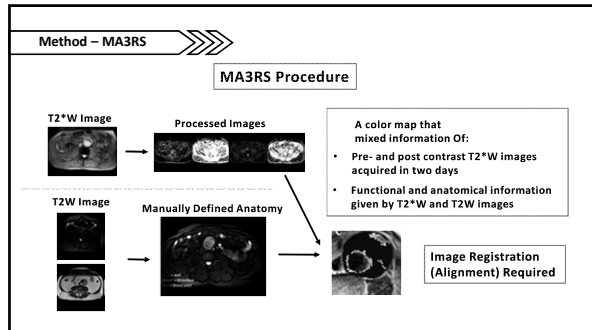 Method – MA3RS
MA3RS Procedure
T2*W Image
Processed Images
T2W Image
Manually Defined Anatomy
A color map that
mixed information Of:
• Pre- and post contrast T2*W images
acquired in two days
• Functional and anatomical information
given by T2*W and T2W images
Image Registration
(Alignment) Required